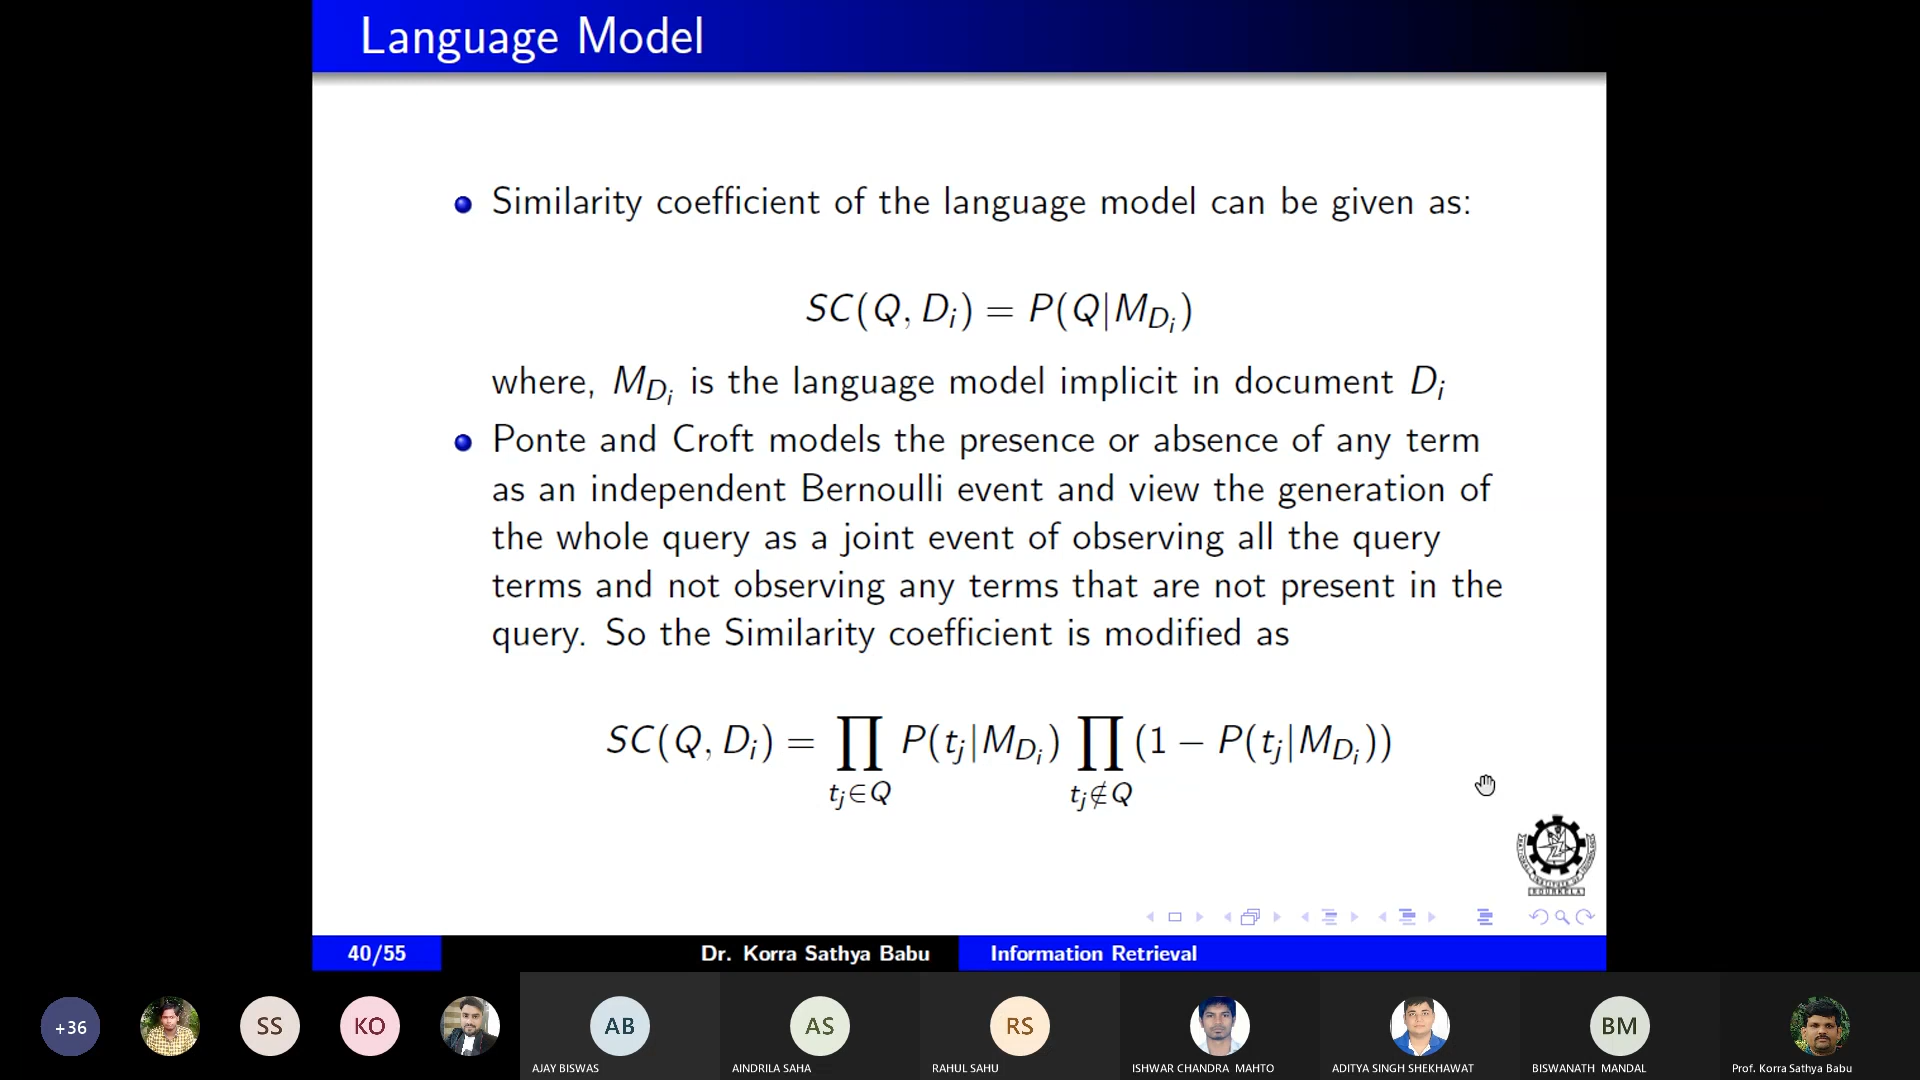 Language Model
Similarity coefficient of the language model can be given as:
SC(Q, D_i) = P(Q|M_{D_i})
where, M_{D_i} is the language model implicit in document D_i
Ponte and Croft models the presence or absence of any term
as an independent Bernoulli event and view the generation of
the whole query as a joint event of observing all the query
terms and not observing any terms that are not present in the
query. So the Similarity coefficient is modified as
SC(Q, D_i) = ∏_{t_j∈Q} P(t_j|M_{D_i}) ∏_{t_j∉Q} (1 − P(t_j|M_{D_i}))
40/55 Dr. Korra Sathya Babu Information Retrieval
+36 SS KO AB AS RS BM
AJAY BISWAS AINDRILA SAHA RAHUL SAHU ISHWAR CHANDRA MAHTO ADITYA SINGH SHEKHAWAT BISWANATH MANDAL Prof. Korra Sathya Babu